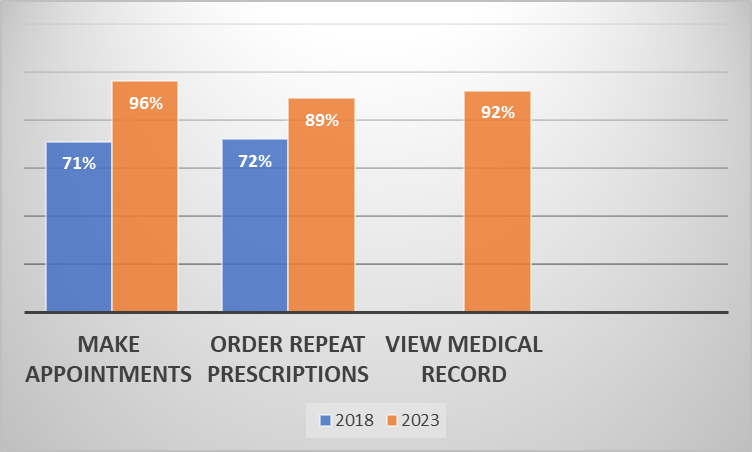 96%
71%
89%
72%
92%
MAKE
APPOINTMENTS
ORDER REPEAT
PRESCRIPTIONS
VIEW MEDICAL
RECORD
2018 2023